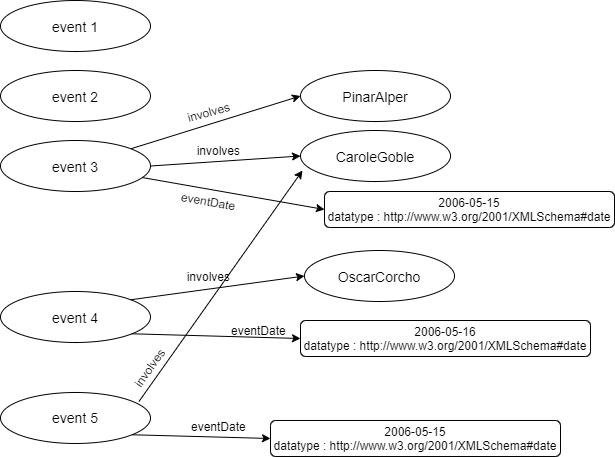 event 1
event 2
PinarAlper
involves
event 3
involves
CaroleGoble
eventDate
2006-05-15
datatype : http://www.w3.org/2001/XMLSchema#date
involves
OscarCorcho
event 4
eventDate
2006-05-16
datatype : http://www.w3.org/2001/XMLSchema#date
involves
event 5
eventDate
2006-05-15
datatype : http://www.w3.org/2001/XMLSchema#date